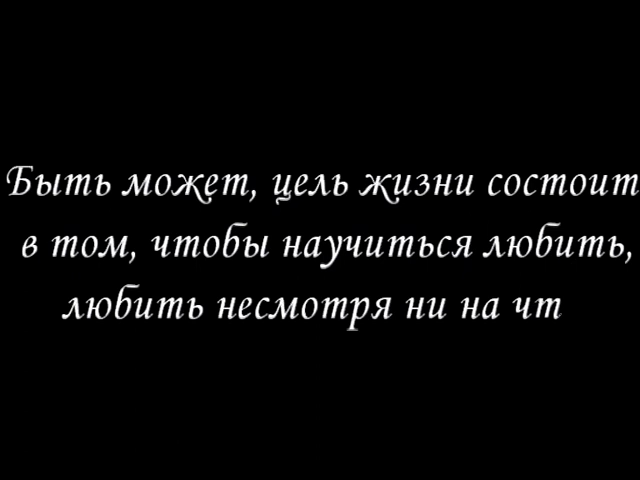 Быть может, цель жизни состоит
в том, чтобы научиться любить,
любить несмотря ни на чт